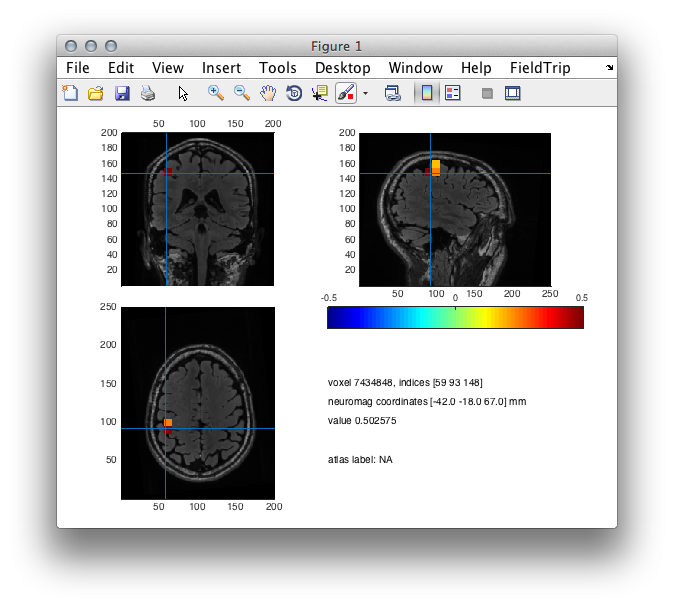 Figure 1
File Edit View Insert Tools Desktop Window Help FieldTrip
50 100 150 200
200
180
160
140
120
100
80
60
40
20
200
180
160
140
120
100
80
60
40
20
50 100 150 200 250
-0.5 0 0.5
250
200
150
100
50
50 100 150 200
voxel 7434848, indices [59 93 148]
neuromag coordinates [-42.0 -18.0 67.0] mm
value 0.502575
atlas label: NA